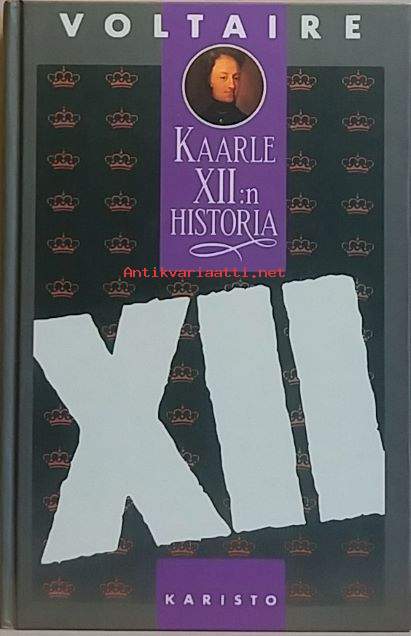 VOLTAIRE
KAARLE
XII:n
HISTORIA
Antikvariaatti.net
XII
KARISTO